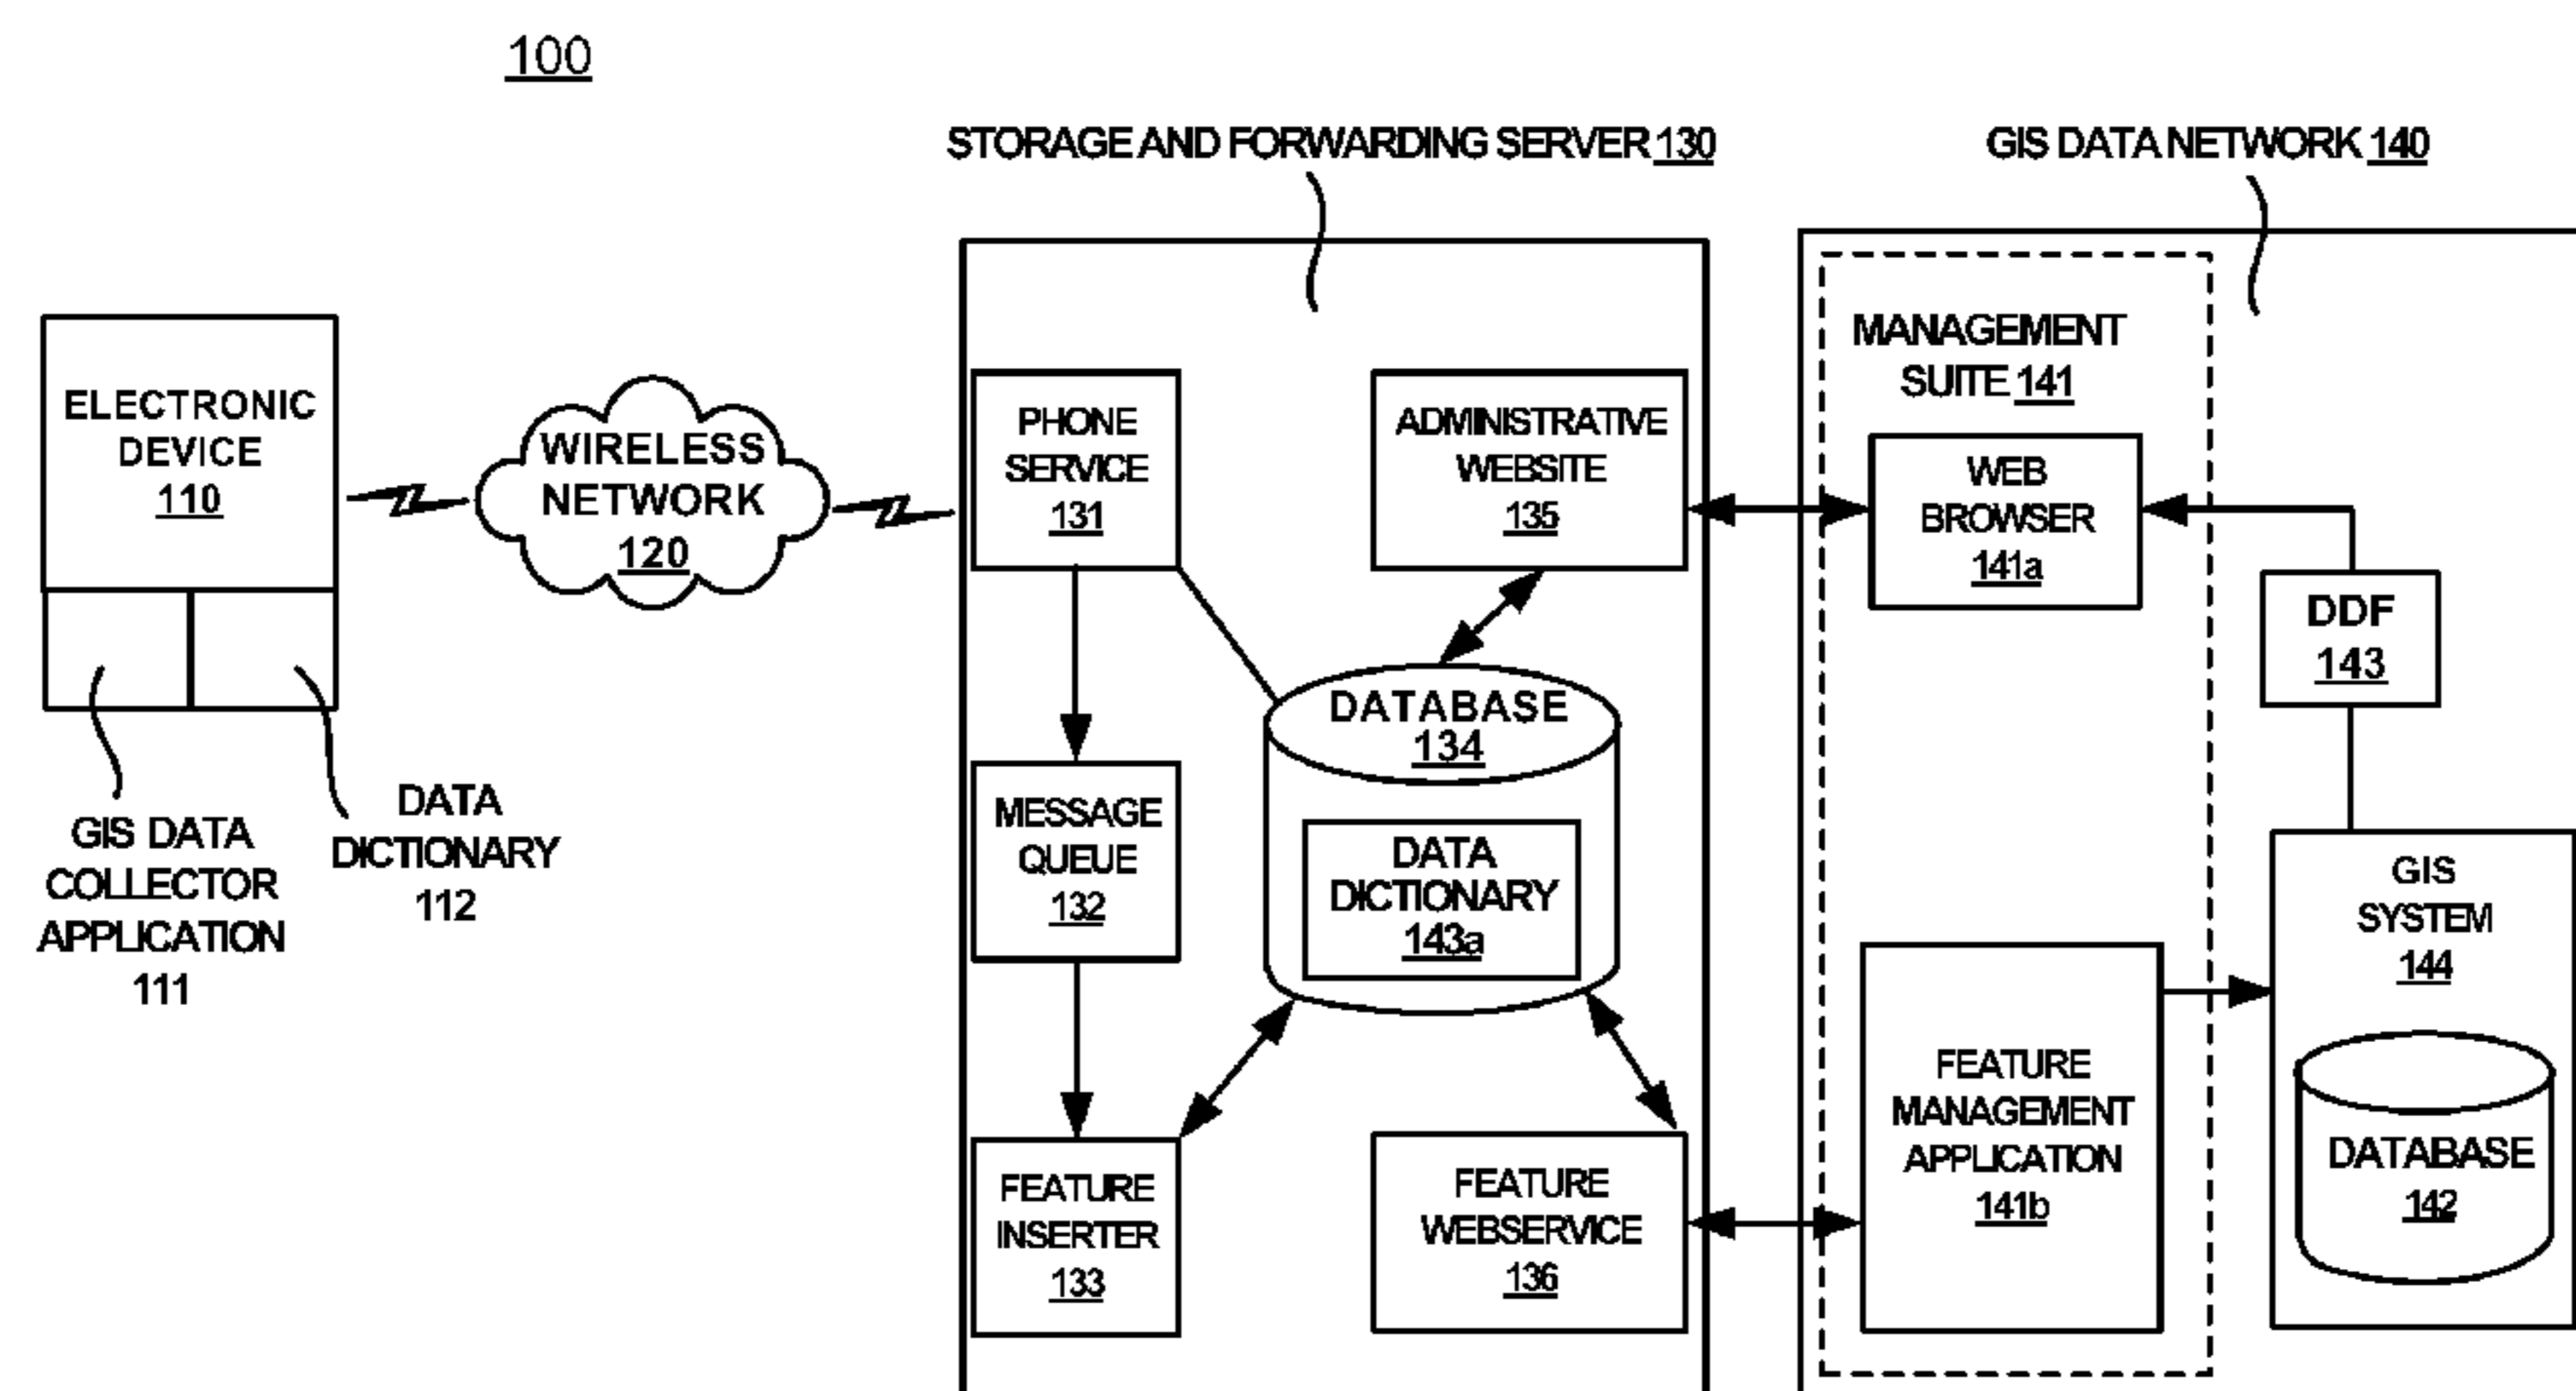 100
STORAGE AND FORWARDING SERVER 130
GIS DATA NETWORK 140
ELECTRONIC
DEVICE
110
GIS DATA
COLLECTOR
APPLICATION
111
DATA
DICTIONARY
112
WIRELESS
NETWORK
120
PHONE
SERVICE
131
MESSAGE
QUEUE
132
FEATURE
INSERTER
133
ADMINISTRATIVE
WEBSITE
135
DATABASE
134
DATA
DICTIONARY
143a
FEATURE
WEBSERVICE
136
MANAGEMENT
SUITE 141
WEB
BROWSER
141a
FEATURE
MANAGEMENT
APPLICATION
141b
DDF
143
GIS
SYSTEM
144
DATABASE
142